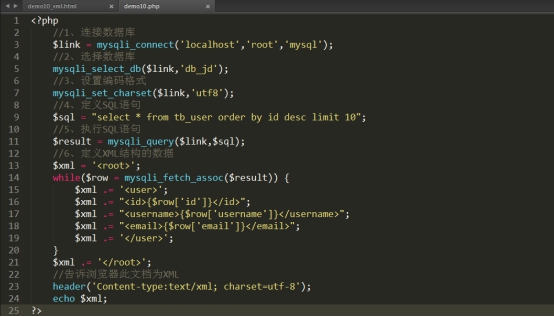 demo10_xml.html × demo10.php ×
1 <?php
2 //1、连接数据库
3 $link = mysqli_connect('localhost','root','mysql');
4 //2、选择数据库
5 mysqli_select_db($link,'db_jd');
6 //3、设置编码格式
7 mysqli_set_charset($link,'utf8');
8 //4、定义SQL语句
9 $sql = "select * from tb_user order by id desc limit 10";
10 //5、执行SQL语句
11 $result = mysqli_query($link,$sql);
12 //6、定义XML结构的数据
13 $xml = '<root>';
14 while($row = mysqli_fetch_assoc($result)) {
15 $xml .= '<user>';
16 $xml .= "<id>{$row['id']}</id>";
17 $xml .= "<username>{$row['username']}</username>";
18 $xml .= "<email>{$row['email']}</email>";
19 $xml .= '</user>';
20 }
21 $xml .= '</root>';
22 //告诉浏览器此文档为XML
23 header('Content-type:text/xml; charset=utf-8');
24 echo $xml;
25 ?>